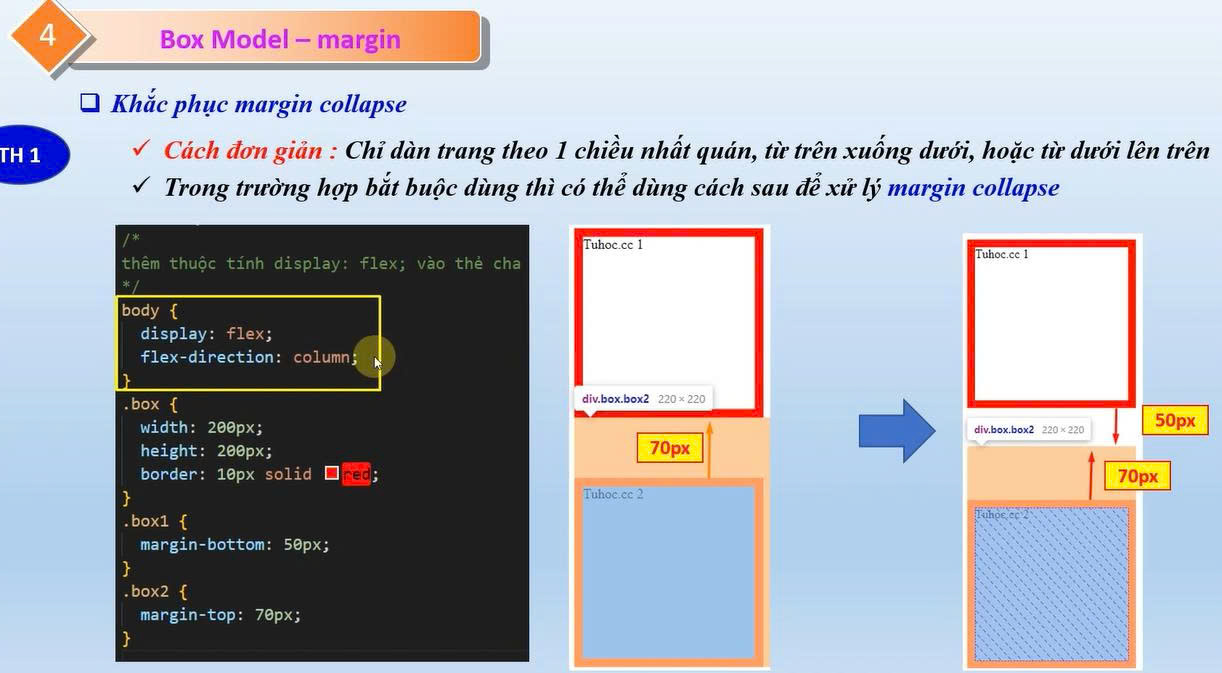 4
Box Model – margin
Khắc phục margin collapse
TH 1
Cách đơn giản : Chỉ dàn trang theo 1 chiều nhất quán, từ trên xuống dưới, hoặc từ dưới lên trên
Trong trường hợp bắt buộc dùng thì có thể dùng cách sau để xử lý margin collapse
/*
thêm thuộc tính display: flex; vào thẻ cha
*/
body {
display: flex;
flex-direction: column;
}
.box {
width: 200px;
height: 200px;
border: 10px solid red;
}
.box1 {
margin-bottom: 50px;
}
.box2 {
margin-top: 70px;
}
Tuhoc.cc 1
div.box.box2 220 × 220
70px
Tuhoc.cc 2
Tuhoc.cc 1
50px
div.box.box2 220 × 220
70px
Tuhoc.cc 2